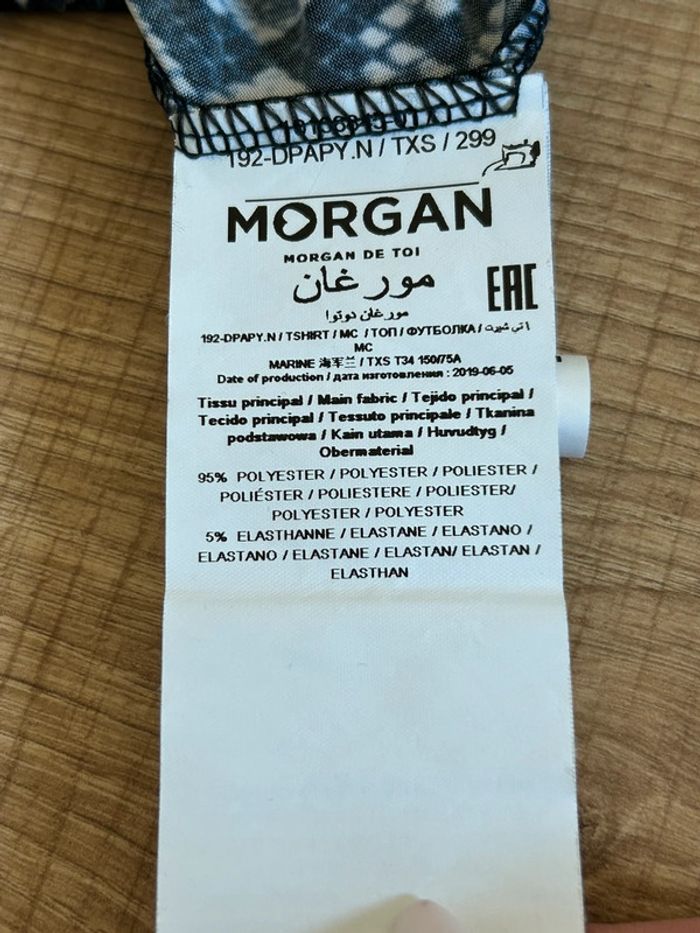 192-DPAPY.N / TXS / 299
MORGAN
MORGAN DE TOI
مورغان
EAC
مورغان دوتوا
192-DPAPY.N / TSHIRT / MC / ТОП / ФУТБОЛКА / اتي شيرت
MC
MARINE 海军兰 / TXS T34 150/75A
Date of production / дата изготовления : 2019-06-05
Tissu principal / Main fabric / Tejido principal /
Tecido principal / Tessuto principale / Tkanina
podstawowa / Kain utama / Huvudtyg /
Obermaterial
95% POLYESTER / POLYESTER / POLIESTER /
POLIÉSTER / POLIESTERE / POLIESTER/
POLYESTER / POLYESTER
5% ELASTHANNE / ELASTANE / ELASTANO /
ELASTANO / ELASTANE / ELASTAN/ ELASTAN /
ELASTHAN